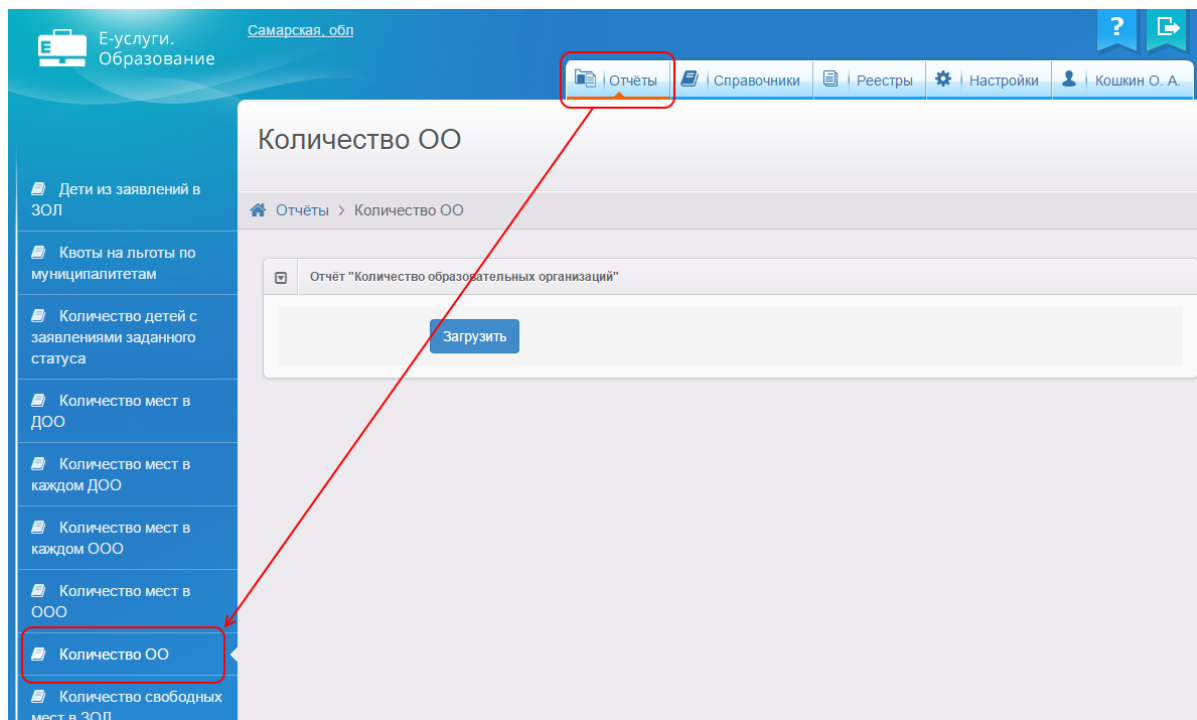 Е-услуги.
Образование
Самарская, обл
?
Отчёты
Справочники
Реестры
Настройки
Кошкин О. А.
Количество ОО
Отчёты > Количество ОО
Отчёт "Количество образовательных организаций"
Загрузить
Дети из заявлений в
ЗОЛ
Квоты на льготы по
муниципалитетам
Количество детей с
заявлениями заданного
статуса
Количество мест в
ДОО
Количество мест в
каждом ДОО
Количество мест в
каждом ООО
Количество мест в
ООО
Количество ОО
Количество свободных
мест в ЗОЛ